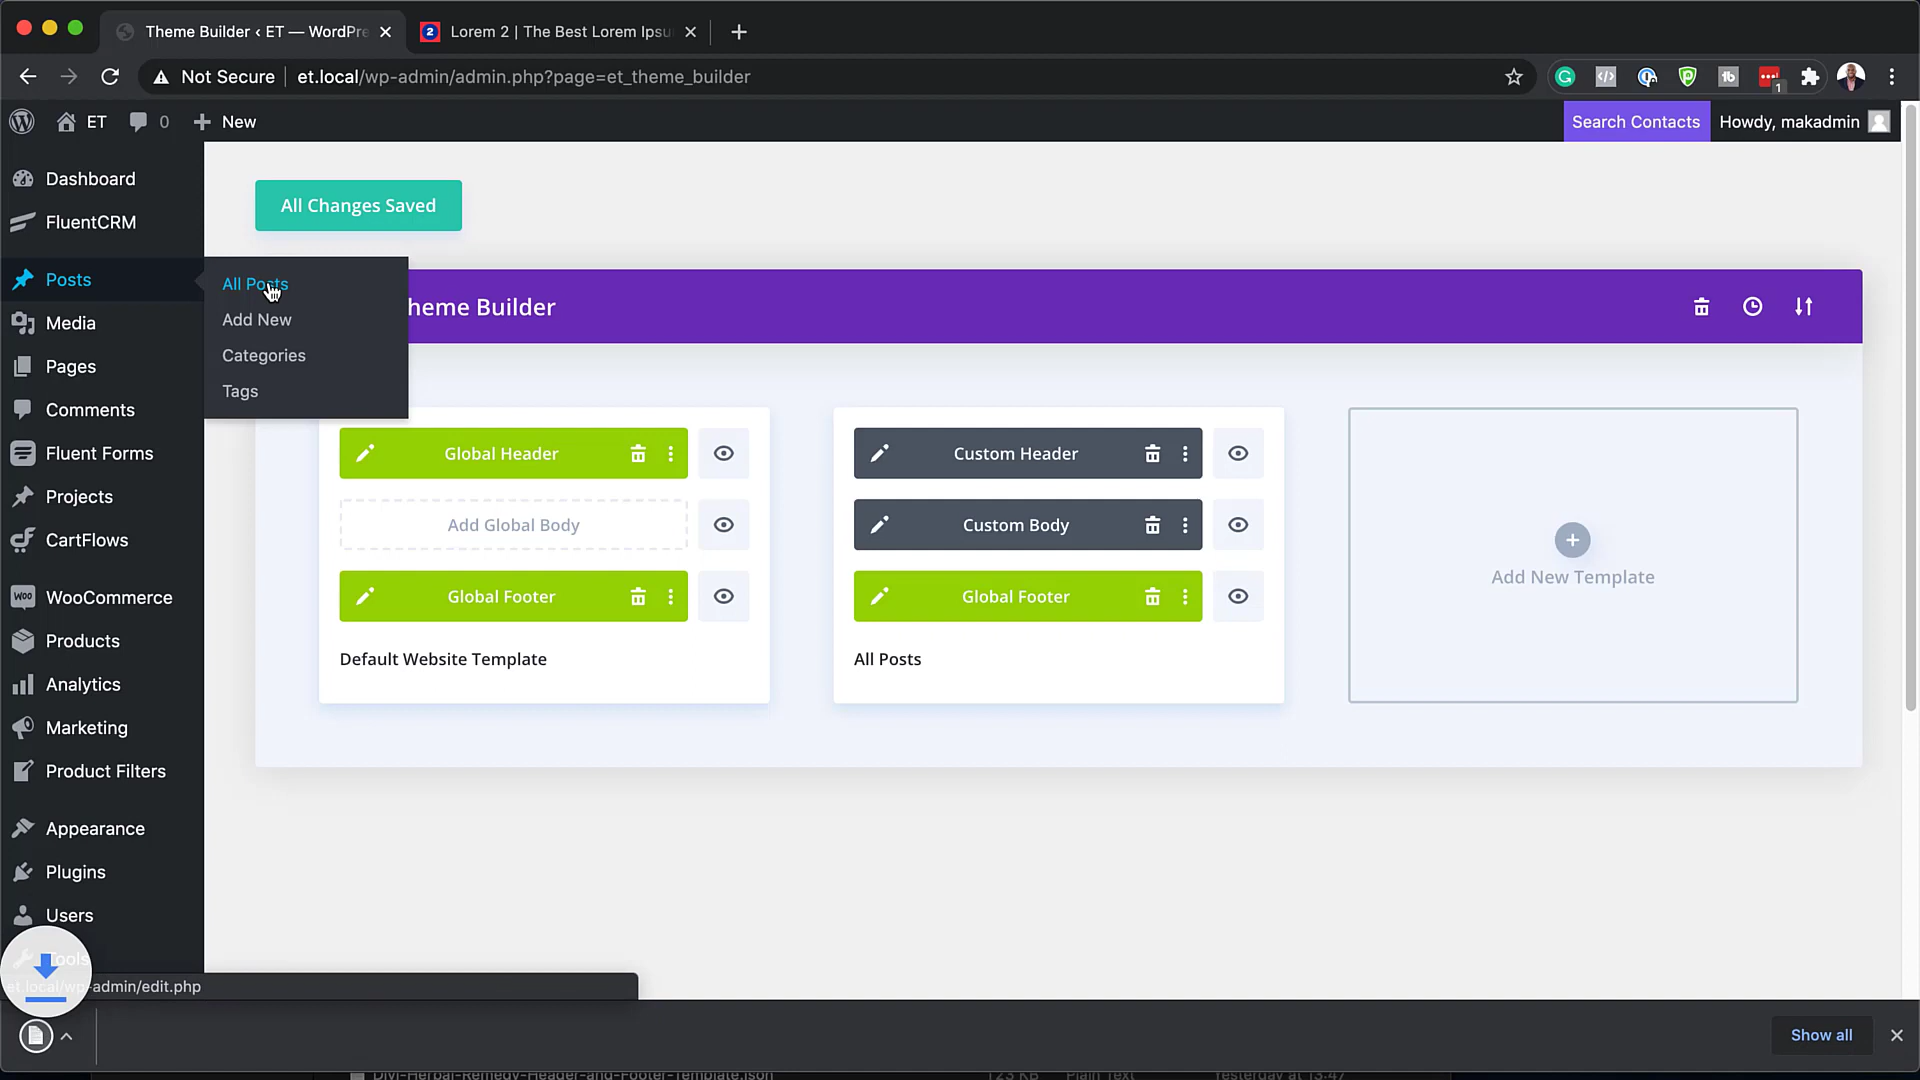 Theme Builder ‹ ET — WordPre
Lorem 2 | The Best Lorem Ipsu
Not Secure
et.local/wp-admin/admin.php?page=et_theme_builder
1
ET
0
New
Search Contacts
Howdy, makadmin
Dashboard
FluentCRM
Posts
Media
Pages
Comments
Fluent Forms
Projects
CartFlows
WooCommerce
Products
Analytics
Marketing
Product Filters
Appearance
Plugins
Users
Tools
All Posts
Add New
Categories
Tags
All Changes Saved
heme Builder
Global Header
Add Global Body
Global Footer
Default Website Template
Custom Header
Custom Body
Global Footer
All Posts
Add New Template
et.local/wp-admin/edit.php
Show all
Divi-Herbal-Remedy-Header-and-Footer-Template.json
123 KB
Plain Text
Yesterday at 13:47